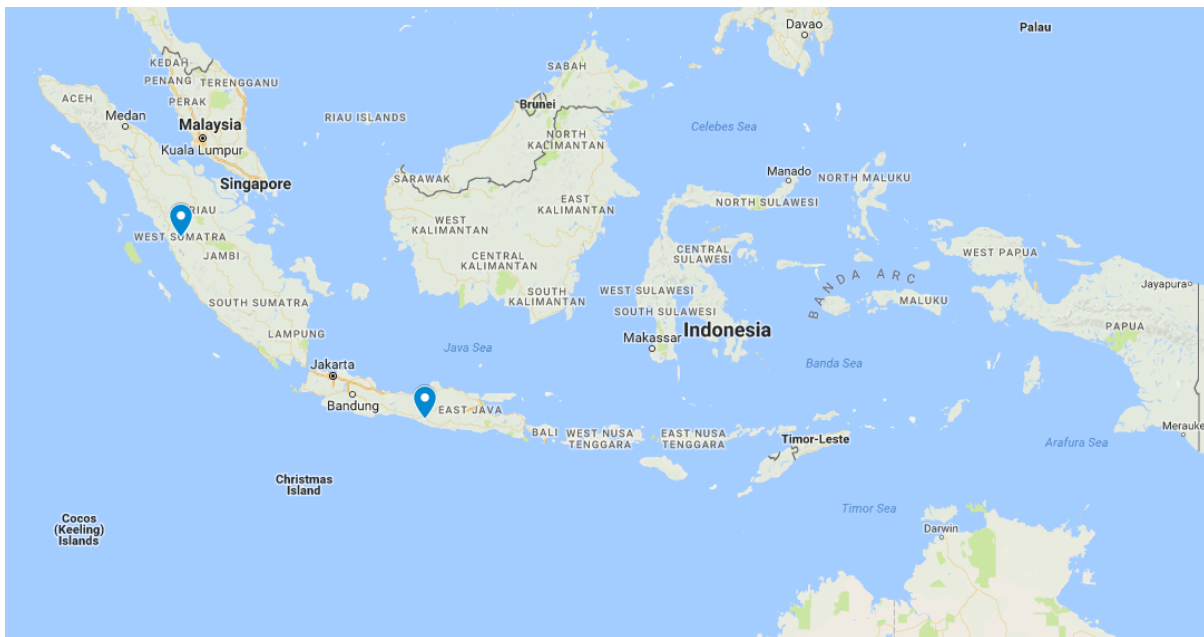 Davao
Palau
KEDAH
PENANG
TERENGGANU
SABAH
ACEH
PERAK
Medan
Brunei
RIAU ISLANDS
Malaysia
Celebes Sea
NORTH
KALIMANTAN
Kuala Lumpur
Manado
NORTH MALUKU
SARAWAK
Singapore
EAST
KALIMANTAN
NORTH SULAWESI
RIAU
WEST
KALIMANTAN
WEST SUMATRA
CENTRAL
SULAWESI
WEST PAPUA
JAMBI
CENTRAL
KALIMANTAN
BANDA ARC
Jayapura
WEST SULAWESI
SOUTH
KALIMANTAN
SOUTH SUMATRA
MALUKU
SOUTH SULAWESI
PAPUA
Indonesia
LAMPUNG
Makassar
Java Sea
Banda Sea
Jakarta
Bandung
EAST JAVA
BALI
WEST NUSA
TENGGARA
EAST NUSA
TENGGARA
Timor-Leste
Merauke
Arafura Sea
Christmas
Island
Timor Sea
Cocos
(Keeling)
Islands
Darwin